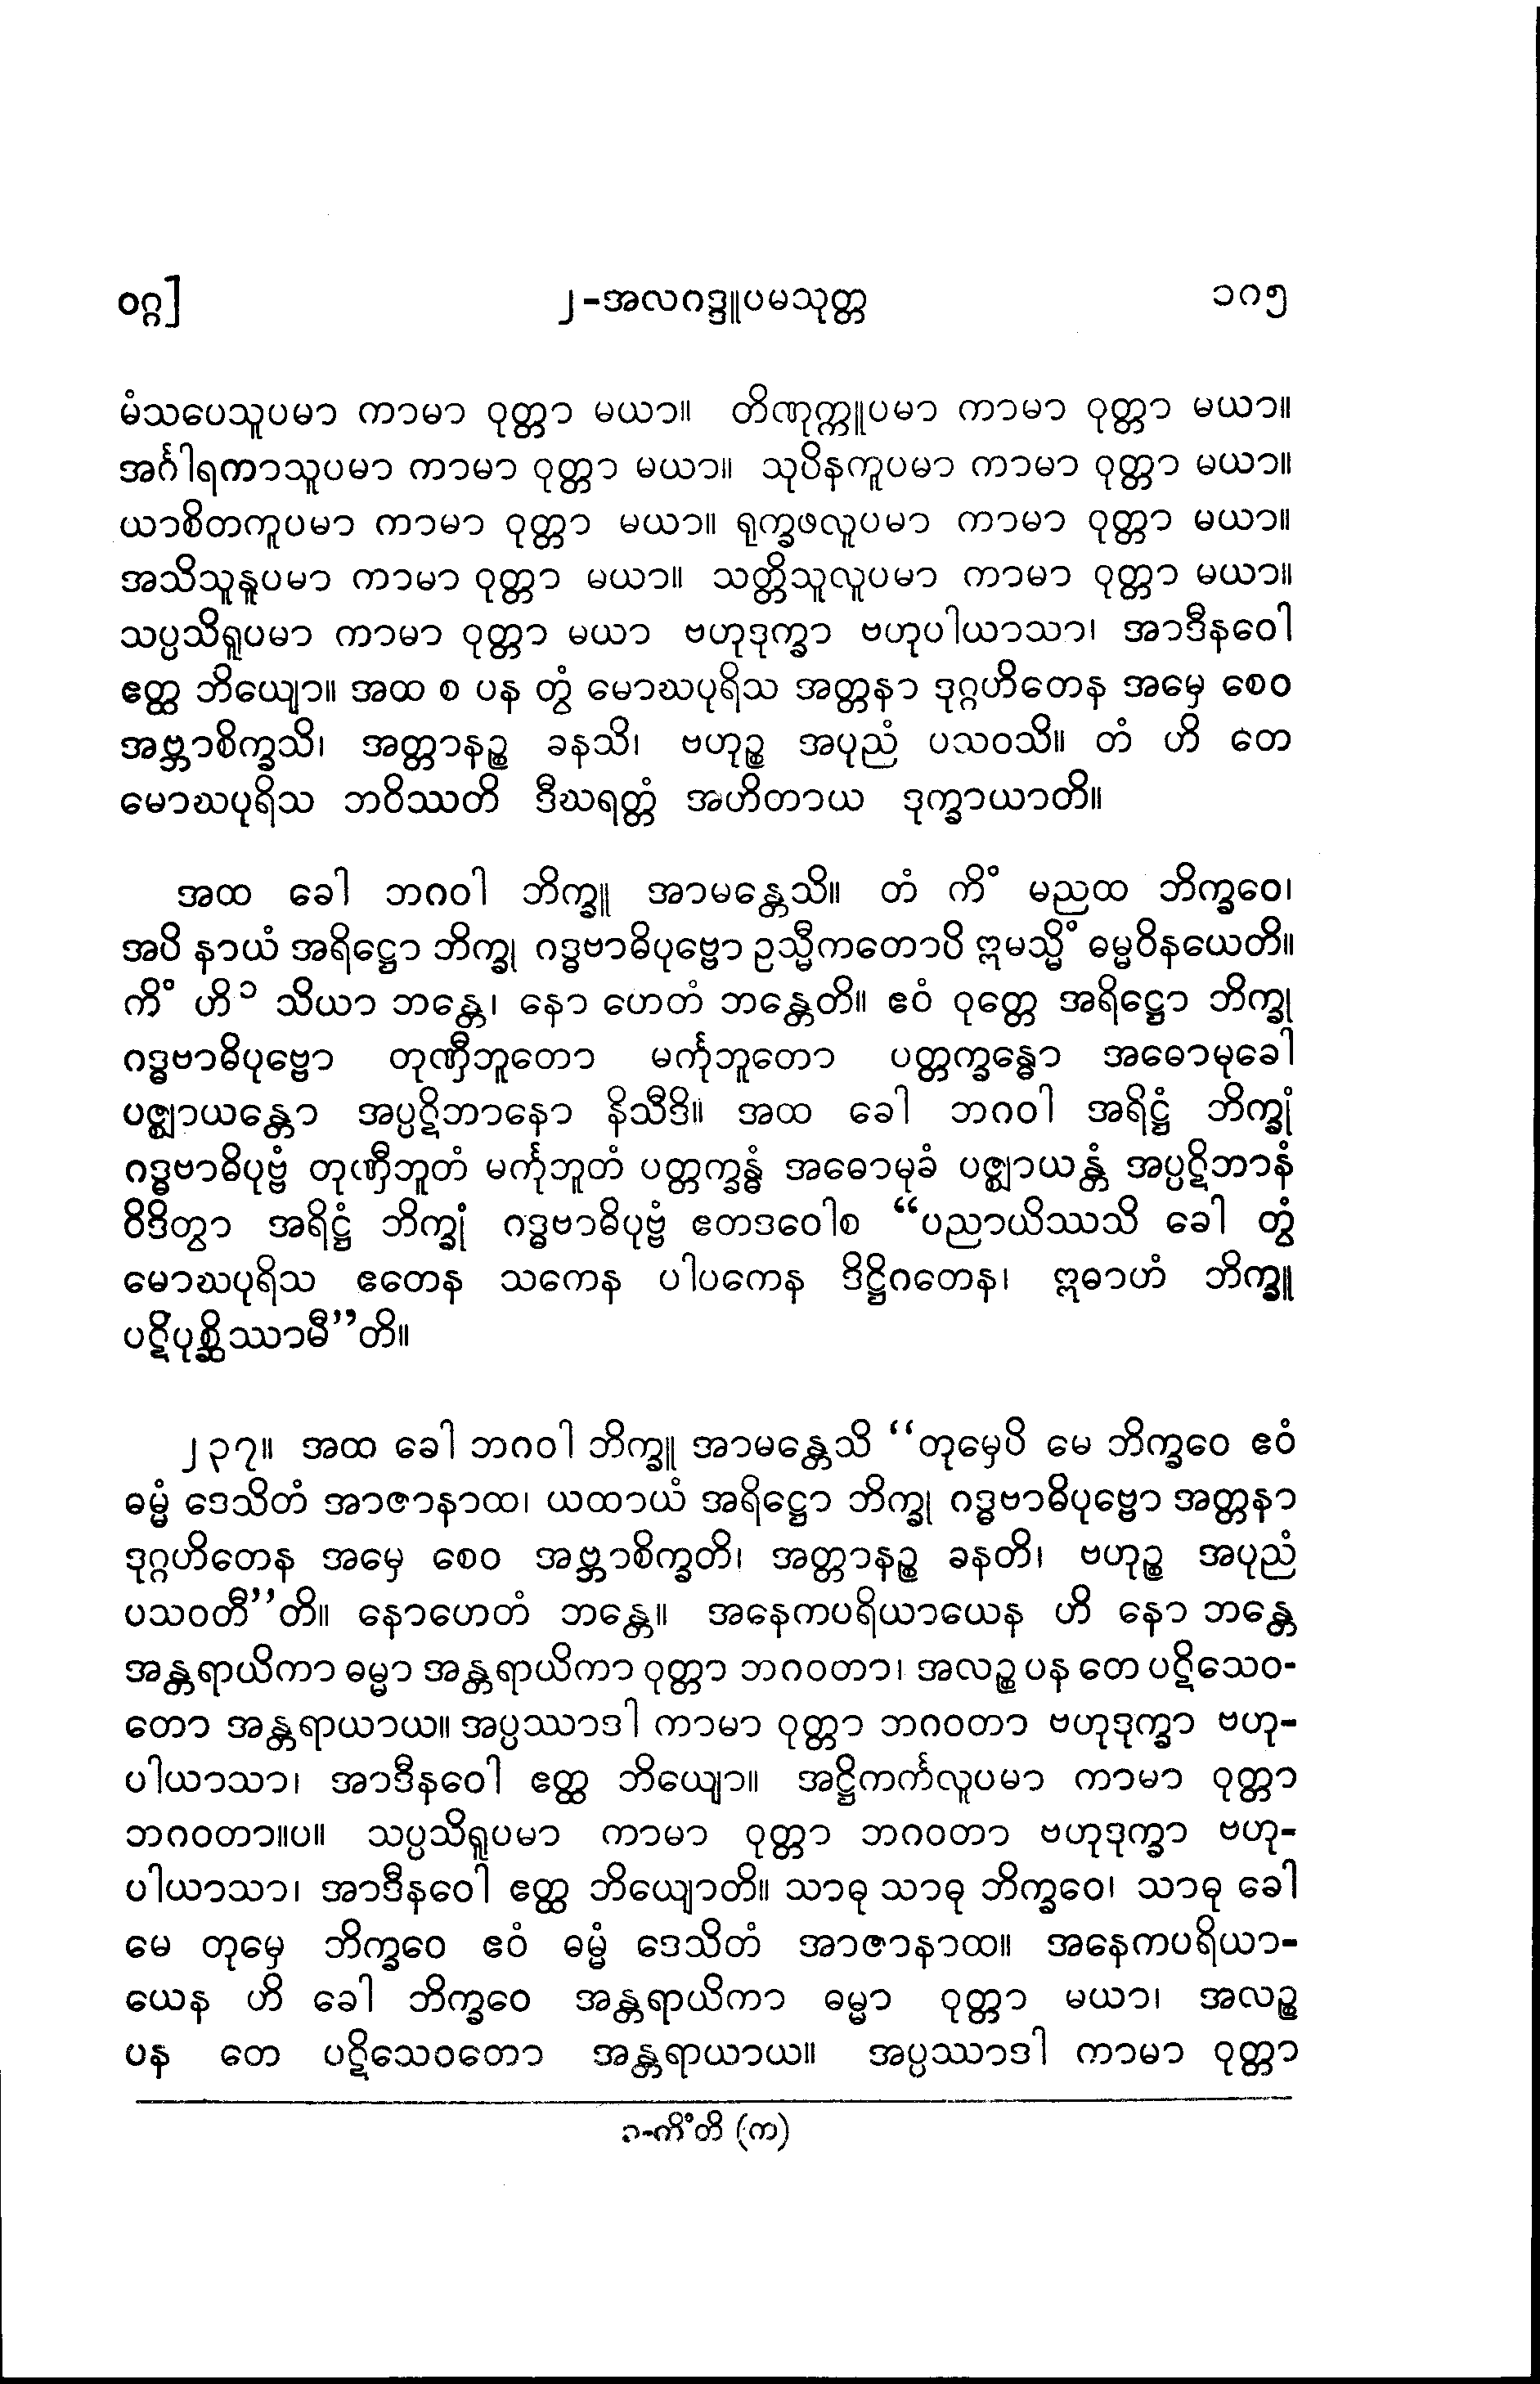 ဝဂ္ဂ]
၂-အလဂဒ္ဒူပမသုတ္တ
၁၈၅
မံသပေသူပမာ ကာမာ ဝုတ္တာ မယာ။ တိဏုက္ကူပမာ ကာမာ ဝုတ္တာ မယာ။
အင်္ဂါရကာသူပမာ ကာမာ ဝုတ္တာ မယာ။ သုပိနကူပမာ ကာမာ ဝုတ္တာ မယာ။
ယာစိတကူပမာ ကာမာ ဝုတ္တာ မယာ။ ရုက္ခဖလူပမာ ကာမာ ဝုတ္တာ မယာ။
အသိသူနူပမာ ကာမာ ဝုတ္တာ မယာ။ သတ္တိသူလူပမာ ကာမာ ဝုတ္တာ မယာ။
သပ္ပသိရူပမာ ကာမာ ဝုတ္တာ မယာ ဗဟုဒုက္ခာ ဗဟုပါယာသာ၊ အာဒီနဝေါ
ဧတ္ထ ဘိယျော။ အထ စ ပန တွံ မောဃပုရိသ အတ္တနာ ဒုဂ္ဂဟိတေန အမှေ စေဝ
အဗ္ဘာစိက္ခသိ၊ အတ္တာနဉ္စ ခနသိ၊ ဗဟုဉ္စ အပုညံ ပသဝသိ။ တံ ဟိ တေ
မောဃပုရိသ ဘဝိဿတိ ဒီဃရတ္တံ အဟိတာယ ဒုက္ခာယာတိ။
အထ ခေါ ဘဂဝါ ဘိက္ခူ အာမန္တေသိ။ တံ ကိံ မညထ ဘိက္ခဝေ၊
အပိ နာယံ အရိဋ္ဌော ဘိက္ခု ဂဒ္ဓဗာဓိပုဗ္ဗော ဥသ္မီကတောပိ ဣမသ္မိံ ဓမ္မဝိနယေတိ။
ကိံ ဟိ၁ သိယာ ဘန္တေ၊ နော ဟေတံ ဘန္တေတိ။ ဧဝံ ဝုတ္တေ အရိဋ္ဌော ဘိက္ခု
ဂဒ္ဓဗာဓိပုဗ္ဗော တုဏှီဘူတော မင်္ကုဘူတော ပတ္တက္ခန္ဓော အဓောမုခေါ
ပဇ္ဈာယန္တော အပ္ပဋိဘာနော နိသီဒိ။ အထ ခေါ ဘဂဝါ အရိဋ္ဌံ ဘိက္ခုံ
ဂဒ္ဓဗာဓိပုဗ္ဗံ တုဏှီဘူတံ မင်္ကုဘူတံ ပတ္တက္ခန္ဓံ အဓောမုခံ ပဇ္ဈာယန္တံ အပ္ပဋိဘာနံ
ဝိဒိတွာ အရိဋ္ဌံ ဘိက္ခုံ ဂဒ္ဓဗာဓိပုဗ္ဗံ ဧတဒဝေါစ “ပညာယိဿသိ ခေါ တွံ
မောဃပုရိသ ဧတေန သကေန ပါပကေန ဒိဋ္ဌိဂတေန၊ ဣဓာဟံ ဘိက္ခူ
ပဋိပုစ္ဆိဿာမီ”တိ။
၂၃၇။ အထ ခေါ ဘဂဝါ ဘိက္ခူ အာမန္တေသိ “တုမှေပိ မေ ဘိက္ခဝေ ဧဝံ
ဓမ္မံ ဒေသိတံ အာဇာနာထ၊ ယထာယံ အရိဋ္ဌော ဘိက္ခု ဂဒ္ဓဗာဓိပုဗ္ဗော အတ္တနာ
ဒုဂ္ဂဟိတေန အမှေ စေဝ အဗ္ဘာစိက္ခတိ၊ အတ္တာနဉ္စ ခနတိ၊ ဗဟုဉ္စ အပုညံ
ပသဝတီ”တိ။ နောဟေတံ ဘန္တေ။ အနေကပရိယာယေန ဟိ နော ဘန္တေ
အန္တရာယိကာ ဓမ္မာ အန္တရာယိကာ ဝုတ္တာ ဘဂဝတာ၊ အလဉ္စ ပန တေ ပဋိသေဝ-
တော အန္တရာယာယ။ အပ္ပဿာဒါ ကာမာ ဝုတ္တာ ဘဂဝတာ ဗဟုဒုက္ခာ ဗဟု-
ပါယာသာ၊ အာဒီနဝေါ ဧတ္ထ ဘိယျော။ အဋ္ဌိကင်္ကလူပမာ ကာမာ ဝုတ္တာ
ဘဂဝတာ။ပ။ သပ္ပသိရူပမာ ကာမာ ဝုတ္တာ ဘဂဝတာ ဗဟုဒုက္ခာ ဗဟု-
ပါယာသာ၊ အာဒီနဝေါ ဧတ္ထ ဘိယျောတိ။ သာဓု သာဓု ဘိက္ခဝေ၊ သာဓု ခေါ
မေ တုမှေ ဘိက္ခဝေ ဧဝံ ဓမ္မံ ဒေသိတံ အာဇာနာထ။ အနေကပရိယာ-
ယေန ဟိ ခေါ ဘိက္ခဝေ အန္တရာယိကာ ဓမ္မာ ဝုတ္တာ မယာ၊ အလဉ္စ
ပန တေ ပဋိသေဝတော အန္တရာယာယ။ အပ္ပဿာဒါ ကာမာ ဝုတ္တာ
၁-ကိံတိ (က)